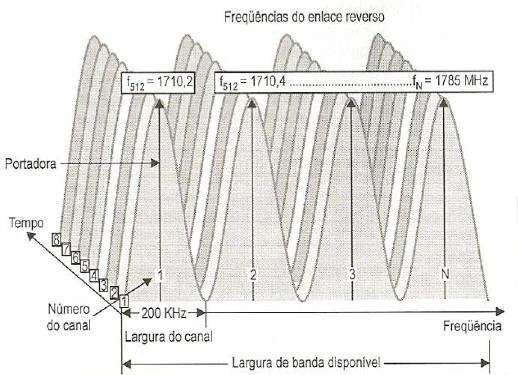 Freqüências do enlace reverso
f512 = 1710,2
f512 = 1710,4 ........................................ fN = 1785 MHz
Portadora
Tempo
8
7
6
5
4
3
2
1
1
2
3
N
Número
do canal
200 KHz
Largura do canal
Freqüência
Largura de banda disponível